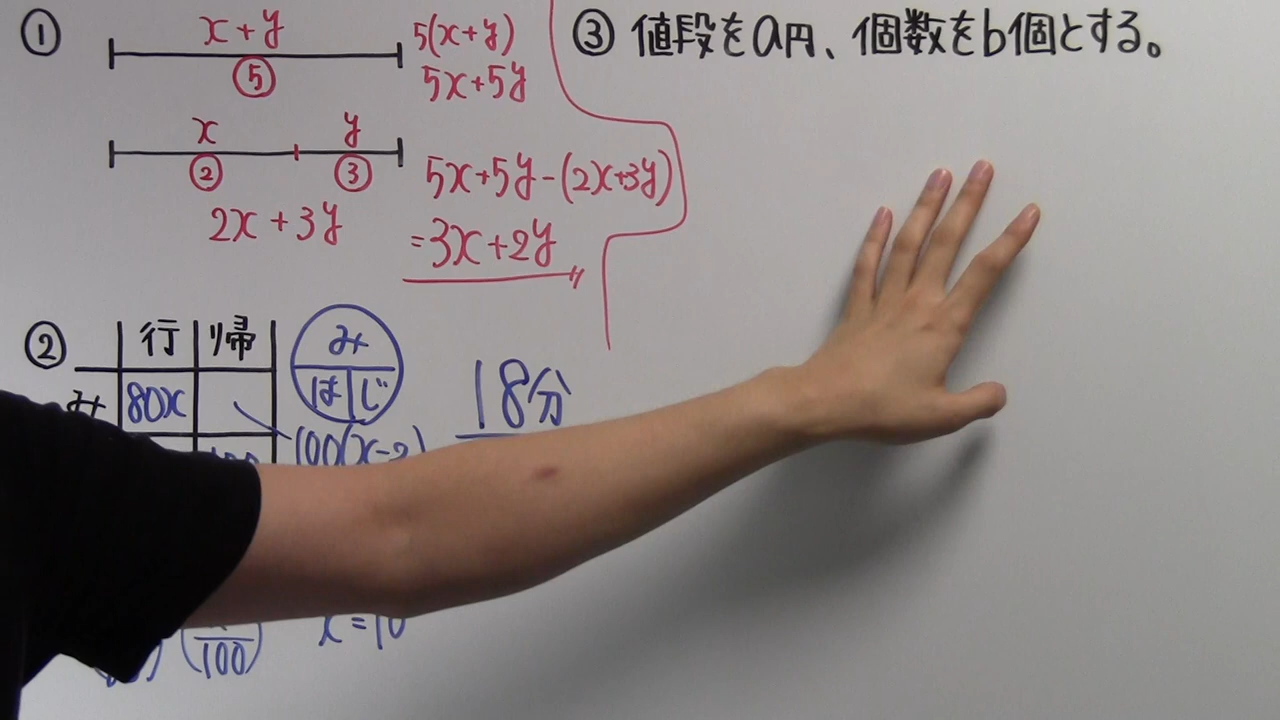 ①
x+y
⑤
5(x+y)
5x+5y
x y
② ③
2x+3y
5x+5y-(2x+3y)
=3x+2y
②
行 帰
み 80x
み
は じ
100(x-2)
18分
100
x=10
③ 値段をa円、個数をb個とする。